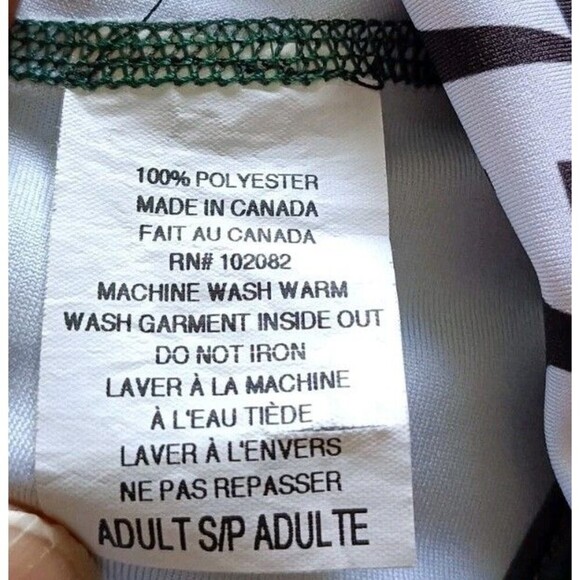 100% POLYESTER
MADE IN CANADA
FAIT AU CANADA
RN# 102082
MACHINE WASH WARM
WASH GARMENT INSIDE OUT
DO NOT IRON
LAVER À LA MACHINE
À L'EAU TIÈDE
LAVER À L'ENVERS
NE PAS REPASSER
ADULT S/P ADULTE